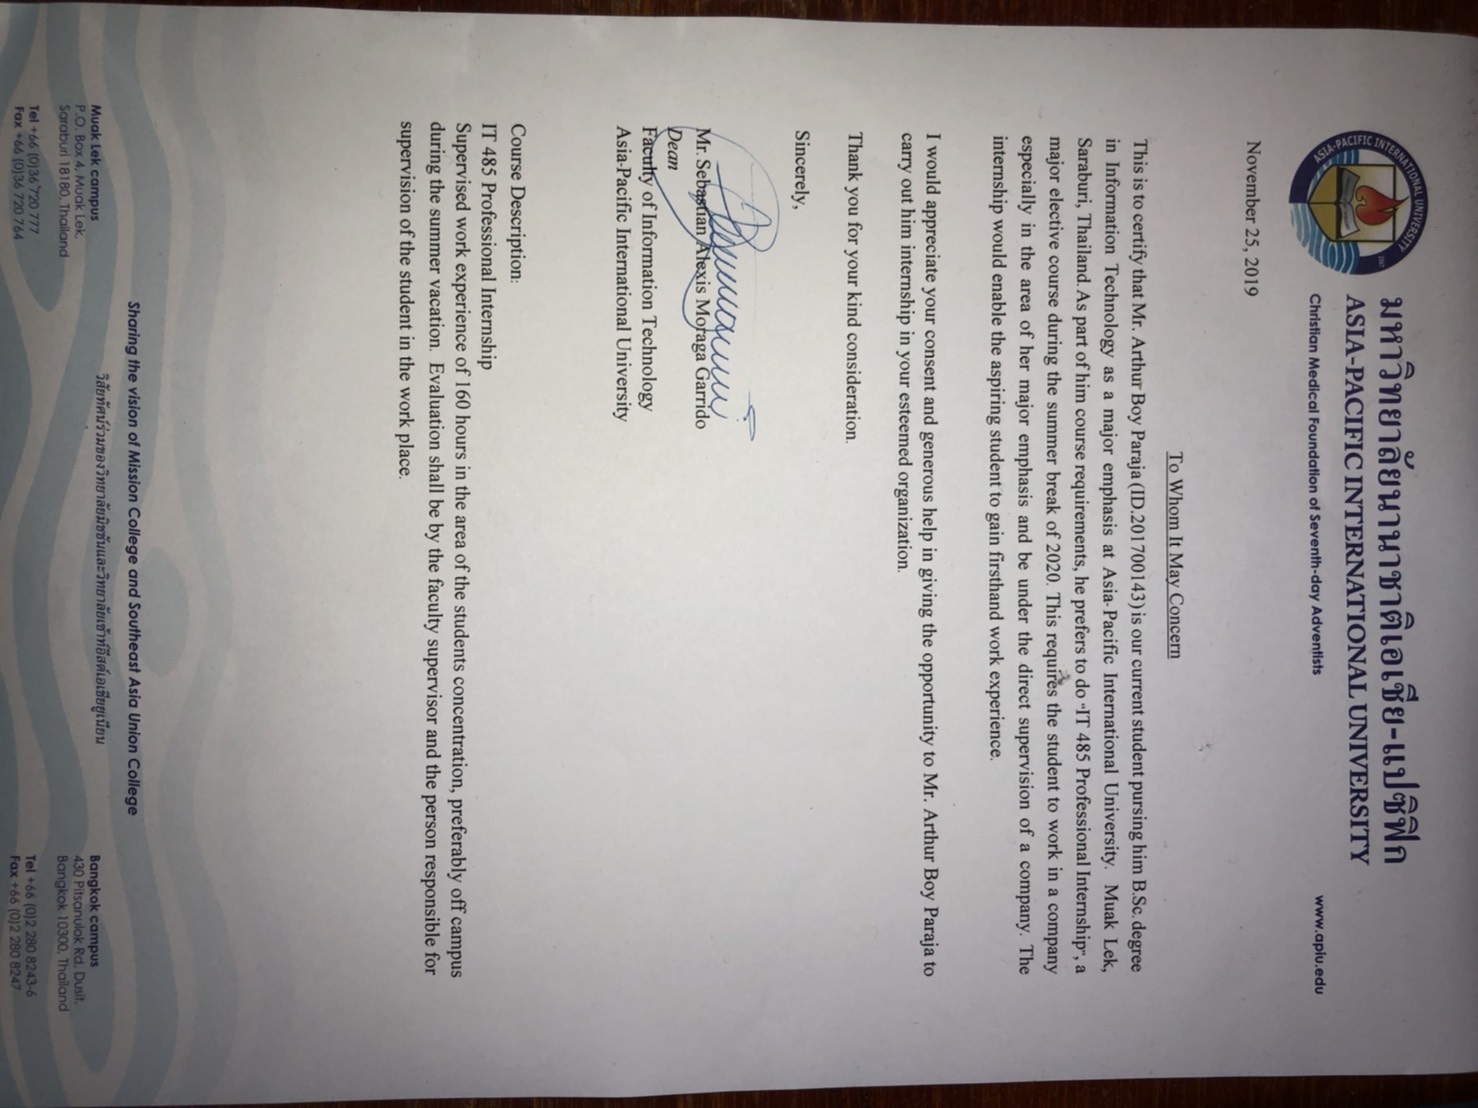 มหาวิทยาลัยนานาชาติเอเชีย-แปซิฟิก
ASIA-PACIFIC INTERNATIONAL UNIVERSITY
Christian Medical Foundation of Seventh-day Adventists
www.apiu.edu
ASIA-PACIFIC INTERNATIONAL UNIVERSITY
November 25, 2019
To Whom It May Concern
This is to certify that Mr. Arthur Boy Paraja (ID.201700143) is our current student pursing him B.Sc. degree
in Information Technology as a major emphasis at Asia-Pacific International University. Muak Lek,
Saraburi, Thailand. As part of him course requirements, he prefers to do "IT 485 Professional Internship", a
major elective course during the summer break of 2020. This requires the student to work in a company
especially in the area of her major emphasis and be under the direct supervision of a company. The
internship would enable the aspiring student to gain firsthand work experience.
I would appreciate your consent and generous help in giving the opportunity to Mr. Arthur Boy Paraja to
carry out him internship in your esteemed organization.
Thank you for your kind consideration.
Sincerely,
Mr. Sebastian Alexis Moraga Garrido
Dean
Faculty of Information Technology
Asia-Pacific International University
Course Description:
IT 485 Professional Internship
Supervised work experience of 160 hours in the area of the students concentration, preferably off campus
during the summer vacation. Evaluation shall be by the faculty supervisor and the person responsible for
supervision of the student in the work place.
Sharing the vision of Mission College and Southeast Asia Union College
วิสัยทัศน์ร่วมของวิทยาลัยมิชชั่นและวิทยาลัยเซาท์อีสต์เอเชียยูเนียน
Muak Lek campus
P.O. Box 4, Muak Lek,
Saraburi 18180, Thailand
Tel +66 (0)36 720 777
Fax +66 (0)36 720 764
Bangkok campus
430 Pitsanulok Rd. Dusit,
Bangkok 10300, Thailand
Tel +66 (0)2 280 8243-6
Fax +66 (0)2 280 8247